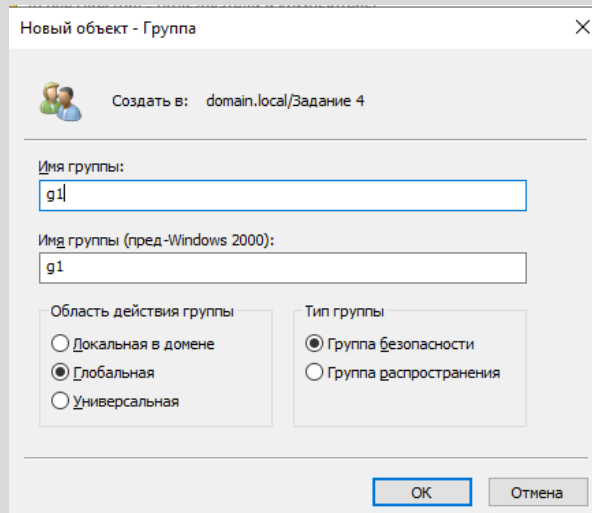 Новый объект - Группа
Создать в: domain.local/Задание 4
Имя группы:
g1
Имя группы (пред-Windows 2000):
g1
Область действия группы
Локальная в домене
Глобальная
Универсальная
Тип группы
Группа безопасности
Группа распространения
ОК
Отмена